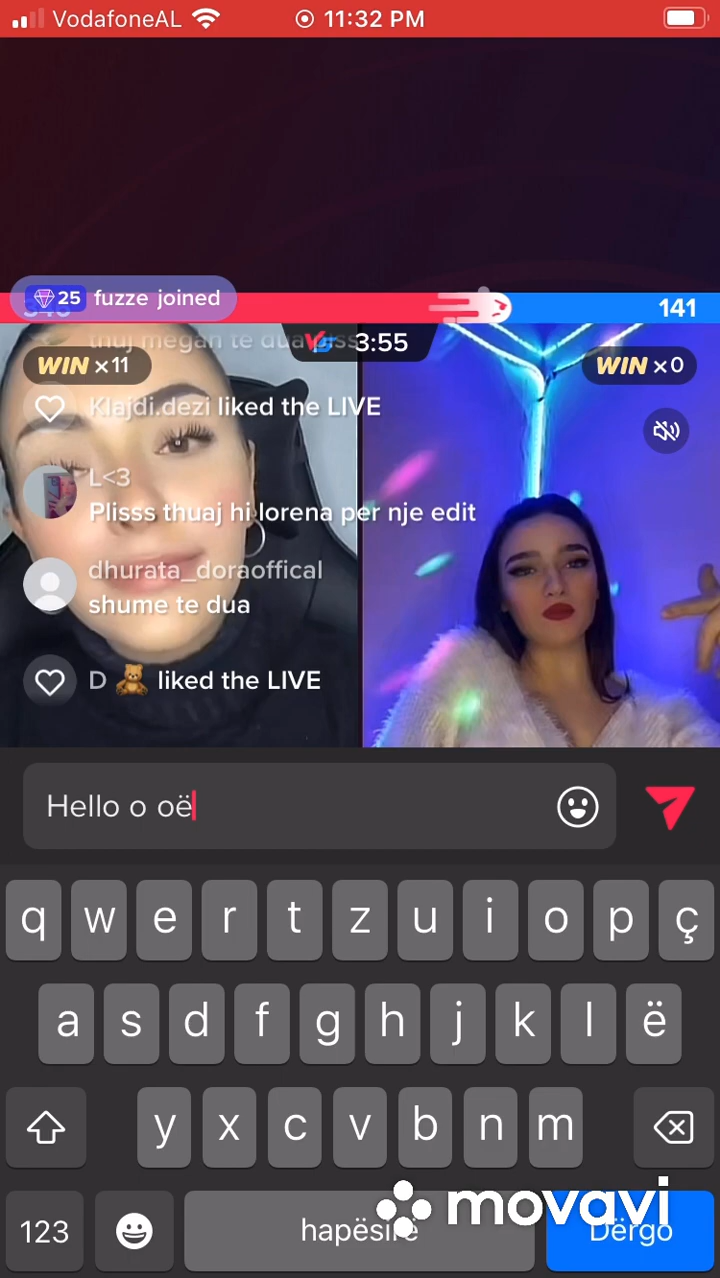 VodafoneAL 11:32 PM
25 fuzze joined
141
3:55
WIN ×11
WIN ×0
Klajdi.dezi liked the LIVE
L<3
Plisss thuaj hi lorena per nje edit
dhurata_doraoffical
shume te dua
D 🧸 liked the LIVE
Hello o oë
q w e r t z u i o p ç
a s d f g h j k l ë
y x c v b n m
movavi
123 hapësirë Dërgo